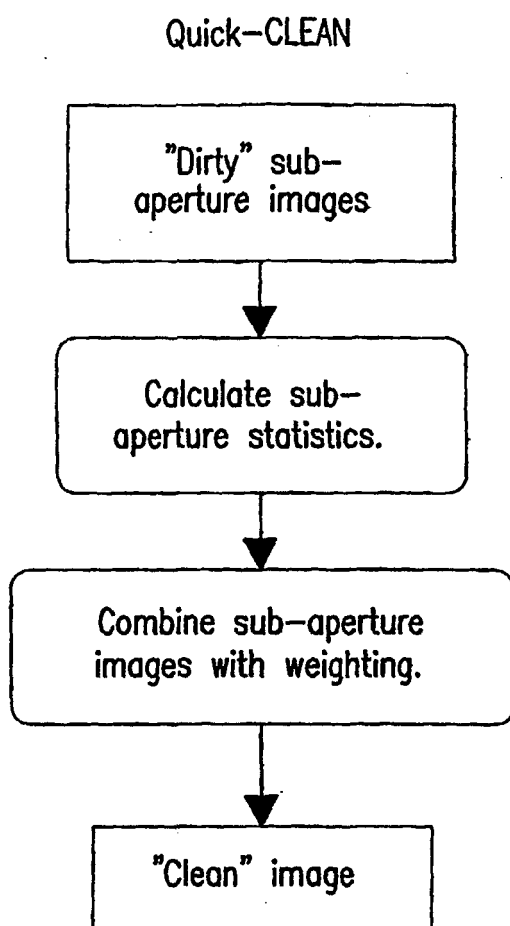 Quick-CLEAN
"Dirty" sub-
aperture images
Calculate sub-
aperture statistics.
Combine sub-aperture
images with weighting.
"Clean" image